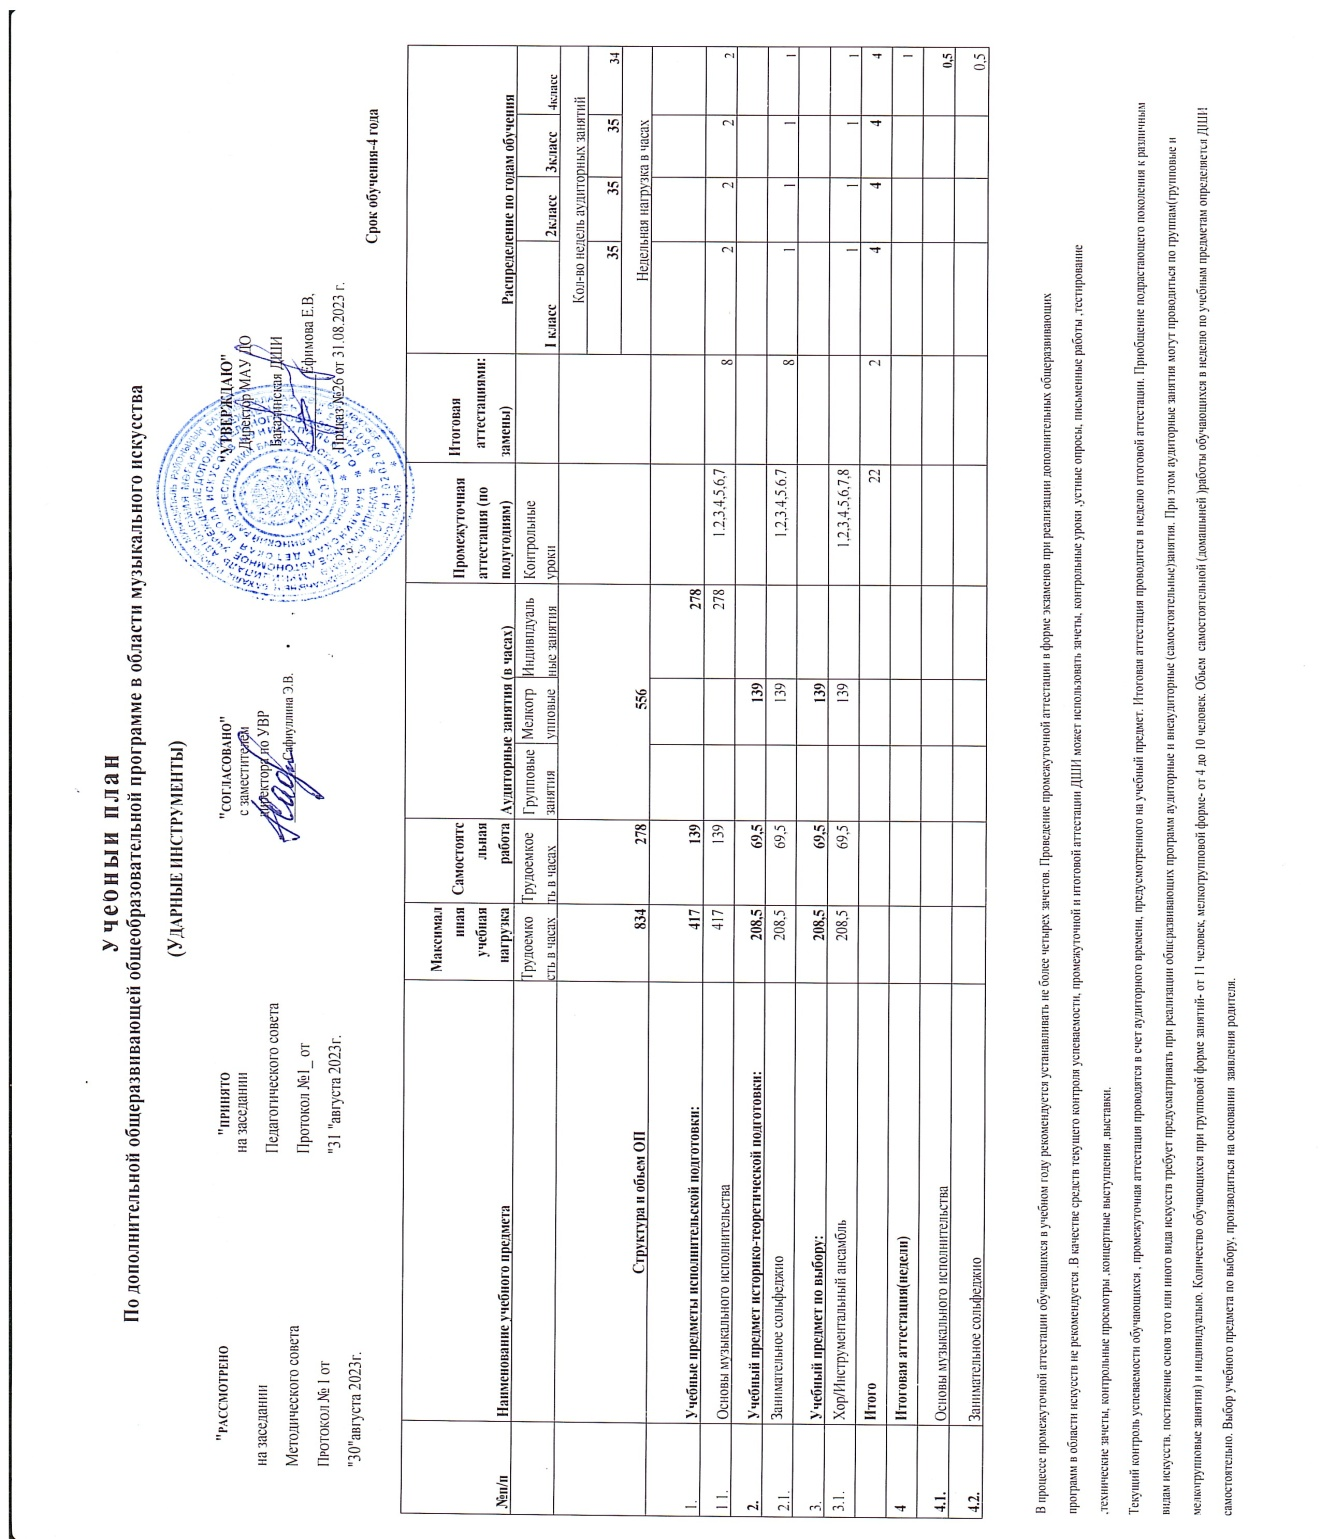 Учебный план
По дополнительной общеразвивающей общеобразовательной программе в области музыкального искусства
(УДАРНЫЕ ИНСТРУМЕНТЫ)
"РАССМОТРЕНО
на заседании
Методического совета
Протокол № 1 от
"30"августа 2023г.
"ПРИНЯТО
на заседании
Педагогического совета
Протокол №1_ от
"31 "августа 2023г.
"СОГЛАСОВАНО"
с заместителем
директора по УВР
Сафиуллина Э.В.
"УТВЕРЖДАЮ"
Директор МАУ ДО
Бакалинская ДШИ
Ефимова Е.В.
Приказ №26 от 31.08.2023 г.
Срок обучения-4 года
№п/п Наименование учебного предмета Максимал иная учебная нагрузка Самостоятс льная работа Аудиторные занятия (в часах) Промежуточная аттестация (по полугодиям) Итоговая аттестациями: замены) Распределение по годам обучения
Трудоемко сть в часах Трудоемкос ть в часах Групповые занятия Мелкогр упповые Индивпдуаль ные занятия Контрольные уроки I класс 2класс 3класс 4класс
Кол-во недель аудиторных занятий
35 35 35 34
Структура и обьем ОП 834 278 556 Недельная нагрузка в часах
1. Учебные предметы исполнительской подготовки: 417 139 278
1 1. Основы музыкального исполнительства 417 139 278 1.2.3.4.5.6.7 8 2 2 2 2
2. Учебный предмет историко-теоретической подготовки: 208,5 69,5 139
2.1. Занимательное сольфеджио 208,5 69,5 139 1,2,3,4,5,6.7 8 1 1 1 1
3. Учебный предмет по выбору: 208,5 69,5 139
3.1. Хор/Инструментальный ансамбль 208,5 69,5 139 1,2,3,4,5,6,7,8 1 1 1 1
Итого 22 2 4 4 4 4
4 Итоговая аттестация(недели) 1
4.1. Основы музыкального исполнительства 0,5
4.2. Занимательное сольфеджио 0,5
В процессе промежуточной аттестации обучающихся в учебном году рекомендуется устанавливать не более четырех зачетов. Проведение промежуточной аттестации в форме экзаменов при реализации дополнительных общеразвивающих
программ в области искусств не рекомендуется .В качестве средств текущего контроля успеваемости, промежуточной и итоговой аттестации ДШИ может использовать зачеты, контрольные уроки ,устные опросы, письменные работы ,тестирование
,технические зачеты, контрольные просмотры ,концертные выступления ,выставки.
Текущий контроль успеваемости обучающихся , промежуточная аттестация проводятся в счет аудиторного времени, предусмотренного на учебный предмет. Итоговая аттестация проводится в неделю итоговой аттестации. Приобщение подрастающего поколения к различным
видам искусств, постижение основ того или иного вида искусств требует предусматривать при реализации общеразвивающих программ аудиторные и внеаудиторные (самостоятельные)занятия. При этом аудиторные занятия могут проводиться по группам(групповые и
мелкогрупповые занятия) и индивидуально. Количество обучающихся при групповой форме занятий- от 11 человек, мелкогрупповой форме- от 4 до 10 человек. Объем самостоятельной (домашней )работы обучающихся в неделю по учебным предметам определяется ДШИ
самостоятельно. Выбор учебного предмета по выбору, производиться на основании заявления родителя.